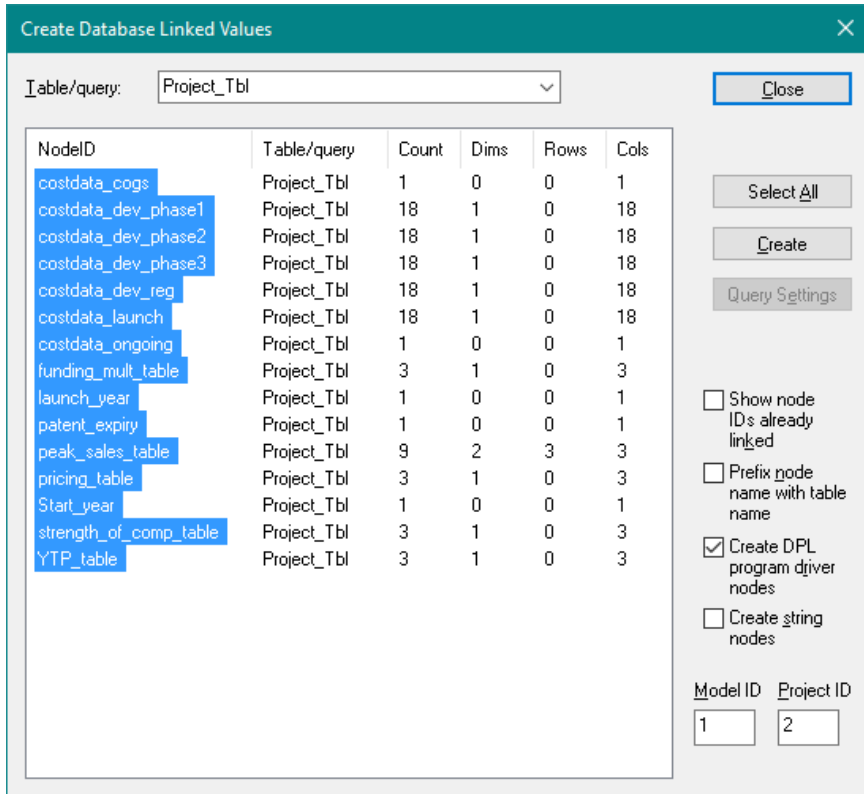 Create Database Linked Values
Table/query: Project_Tbl
Close
NodeID Table/query Count Dims Rows Cols
costdata_cogs Project_Tbl 1 0 0 1
costdata_dev_phase1 Project_Tbl 18 1 0 18
costdata_dev_phase2 Project_Tbl 18 1 0 18
costdata_dev_phase3 Project_Tbl 18 1 0 18
costdata_dev_reg Project_Tbl 18 1 0 18
costdata_launch Project_Tbl 18 1 0 18
costdata_ongoing Project_Tbl 1 0 0 1
funding_mult_table Project_Tbl 3 1 0 3
launch_year Project_Tbl 1 0 0 1
patent_expiry Project_Tbl 1 0 0 1
peak_sales_table Project_Tbl 9 2 3 3
pricing_table Project_Tbl 3 1 0 3
Start_year Project_Tbl 1 0 0 1
strength_of_comp_table Project_Tbl 3 1 0 3
YTP_table Project_Tbl 3 1 0 3
Select All
Create
Query Settings
Show node
IDs already
linked
Prefix node
name with table
name
Create DPL
program driver
nodes
Create string
nodes
Model ID Project ID
1 2